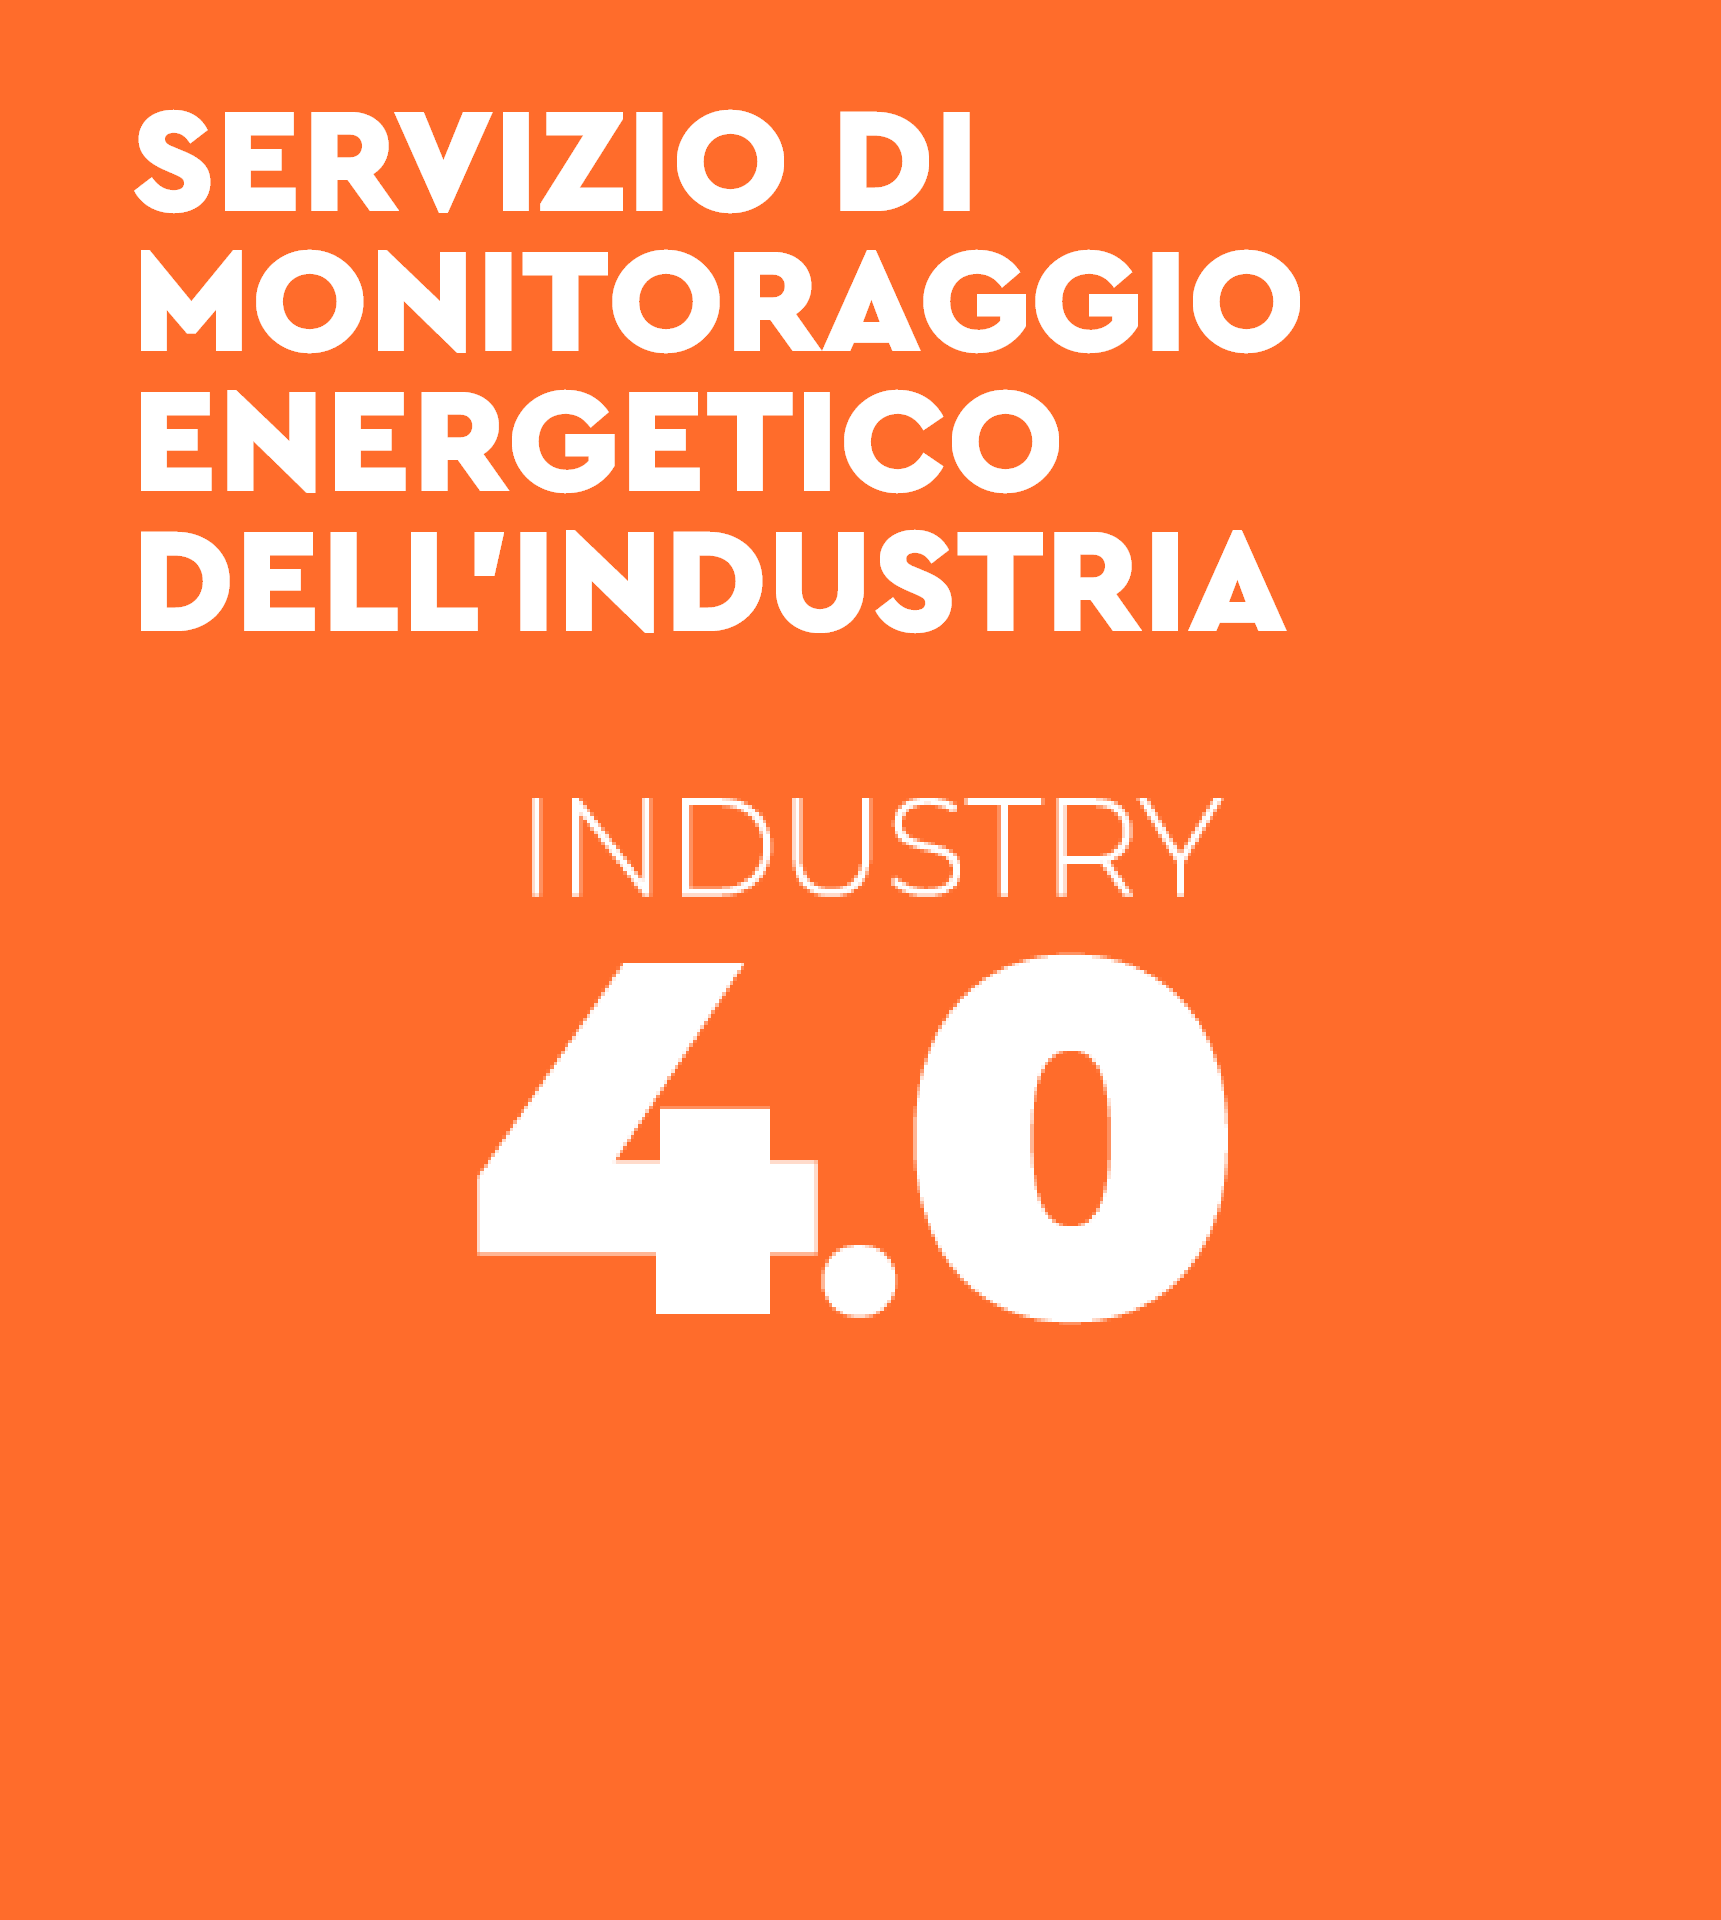 SERVIZIO DI
MONITORAGGIO
ENERGETICO
DELL'INDUSTRIA
INDUSTRY
4.0